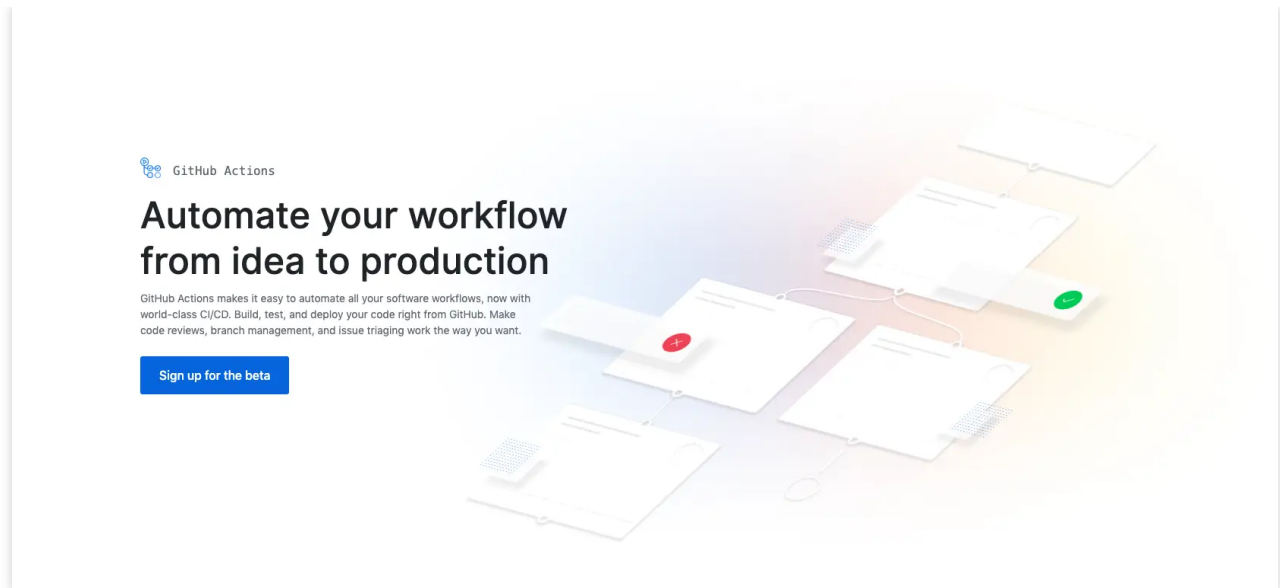 GitHub Actions
Automate your workflow
from idea to production
GitHub Actions makes it easy to automate all your software workflows, now with
world-class CI/CD. Build, test, and deploy your code right from GitHub. Make
code reviews, branch management, and issue triaging work the way you want.
Sign up for the beta